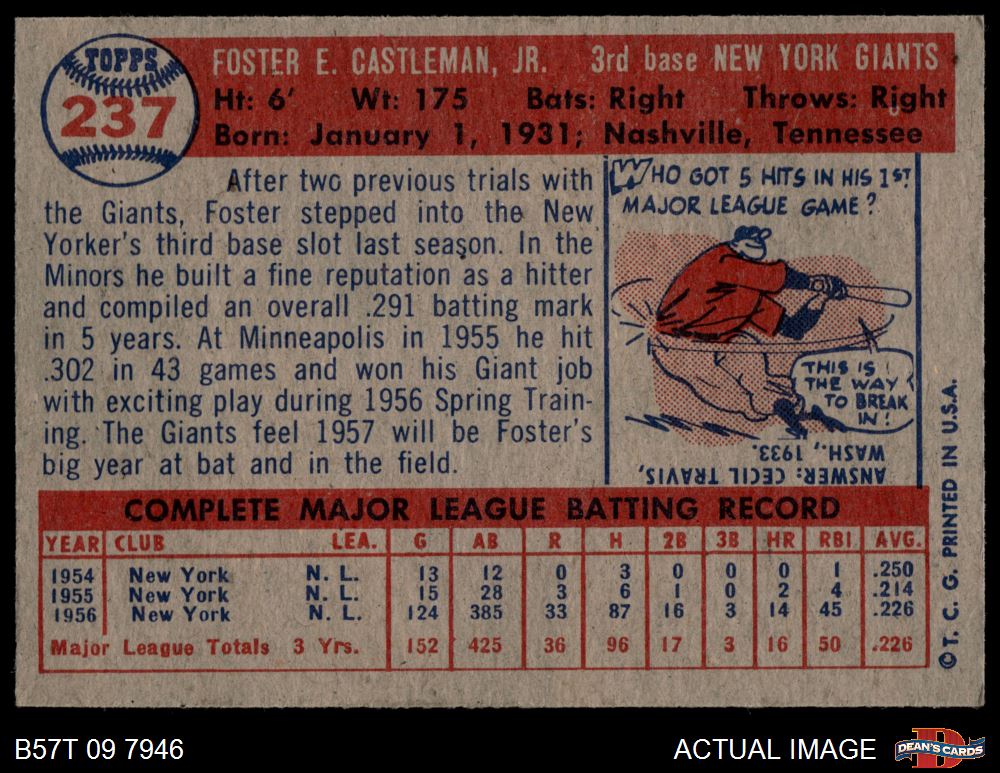 TOPPS
237
FOSTER E. CASTLEMAN, JR. 3rd base NEW YORK GIANTS
Ht: 6' Wt: 175 Bats: Right Throws: Right
Born: January 1, 1931; Nashville, Tennessee
After two previous trials with
the Giants, Foster stepped into the New
Yorker's third base slot last season. In the
Minors he built a fine reputation as a hitter
and compiled an overall .291 batting mark
in 5 years. At Minneapolis in 1955 he hit
.302 in 43 games and won his Giant job
with exciting play during 1956 Spring Train-
ing. The Giants feel 1957 will be Foster's
big year at bat and in the field.
WHO GOT 5 HITS IN HIS 1ST
MAJOR LEAGUE GAME?
THIS IS
THE WAY
TO BREAK
IN!
ANSWER: CECIL TRAVIS,
WASH., 1933.
COMPLETE MAJOR LEAGUE BATTING RECORD
YEAR CLUB LEA. G AB R H 2B 3B HR RBI AVG.
1954 New York N. L. 13 12 0 3 0 0 0 1 .250
1955 New York N. L. 15 28 3 6 1 0 2 4 .214
1956 New York N. L. 124 385 33 87 16 3 14 45 .226
Major League Totals 3 Yrs. 152 425 36 96 17 3 16 50 .226
© T. C. G. PRINTED IN U.S.A.
B57T 09 7946
ACTUAL IMAGE
D
DEAN'S CARDS